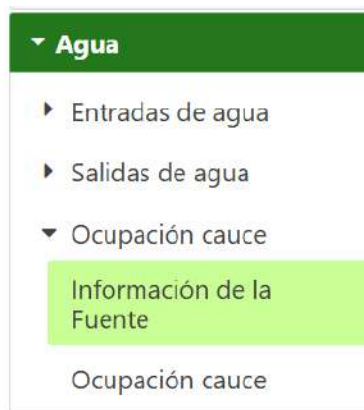 Agua
Entradas de agua
Salidas de agua
Ocupación cauce
Información de la
Fuente
Ocupación cauce